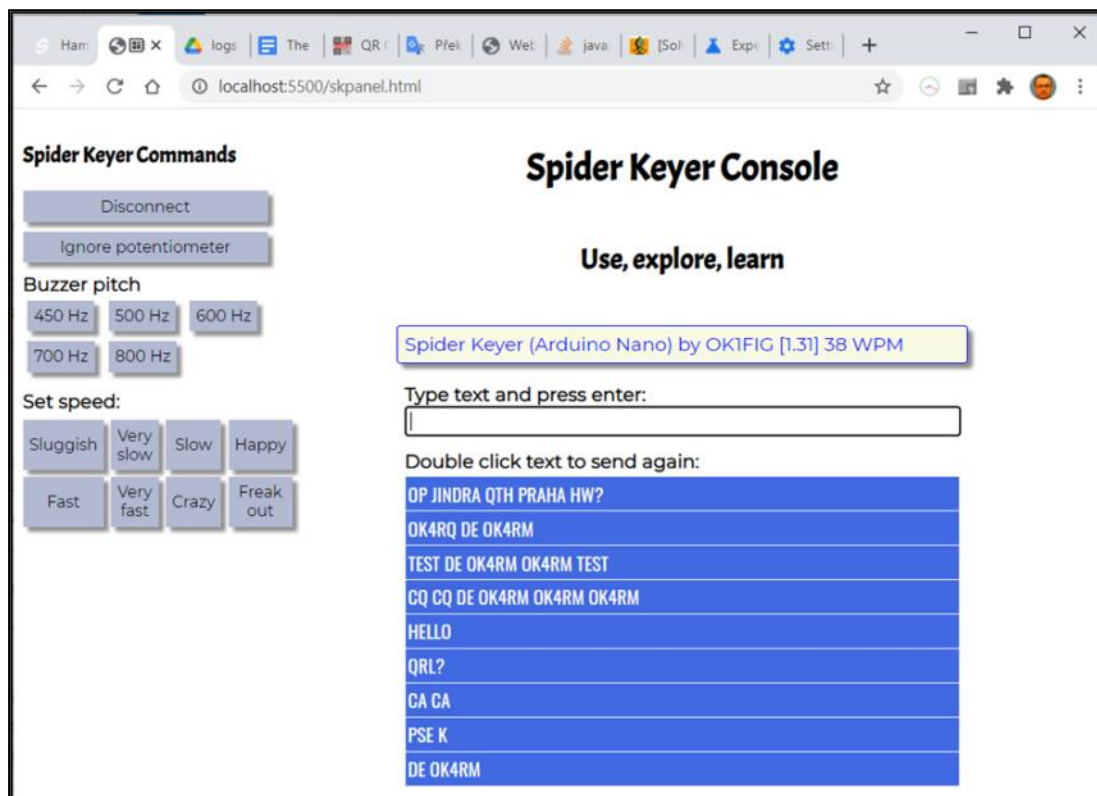 Ham
logs
The
QR
Přek
Web
java
[Sol
Expe
Sett
localhost:5500/skpanel.html
Spider Keyer Commands
Disconnect
Ignore potentiometer
Buzzer pitch
450 Hz 500 Hz 600 Hz
700 Hz 800 Hz
Set speed:
Sluggish Very slow Slow Happy
Fast Very fast Crazy Freak out
Spider Keyer Console
Use, explore, learn
Spider Keyer (Arduino Nano) by OK1FIG [1.31] 38 WPM
Type text and press enter:
Double click text to send again:
OP JINDRA QTH PRAHA HW?
OK4RQ DE OK4RM
TEST DE OK4RM OK4RM TEST
CQ CQ DE OK4RM OK4RM OK4RM
HELLO
QRL?
CA CA
PSE K
DE OK4RM